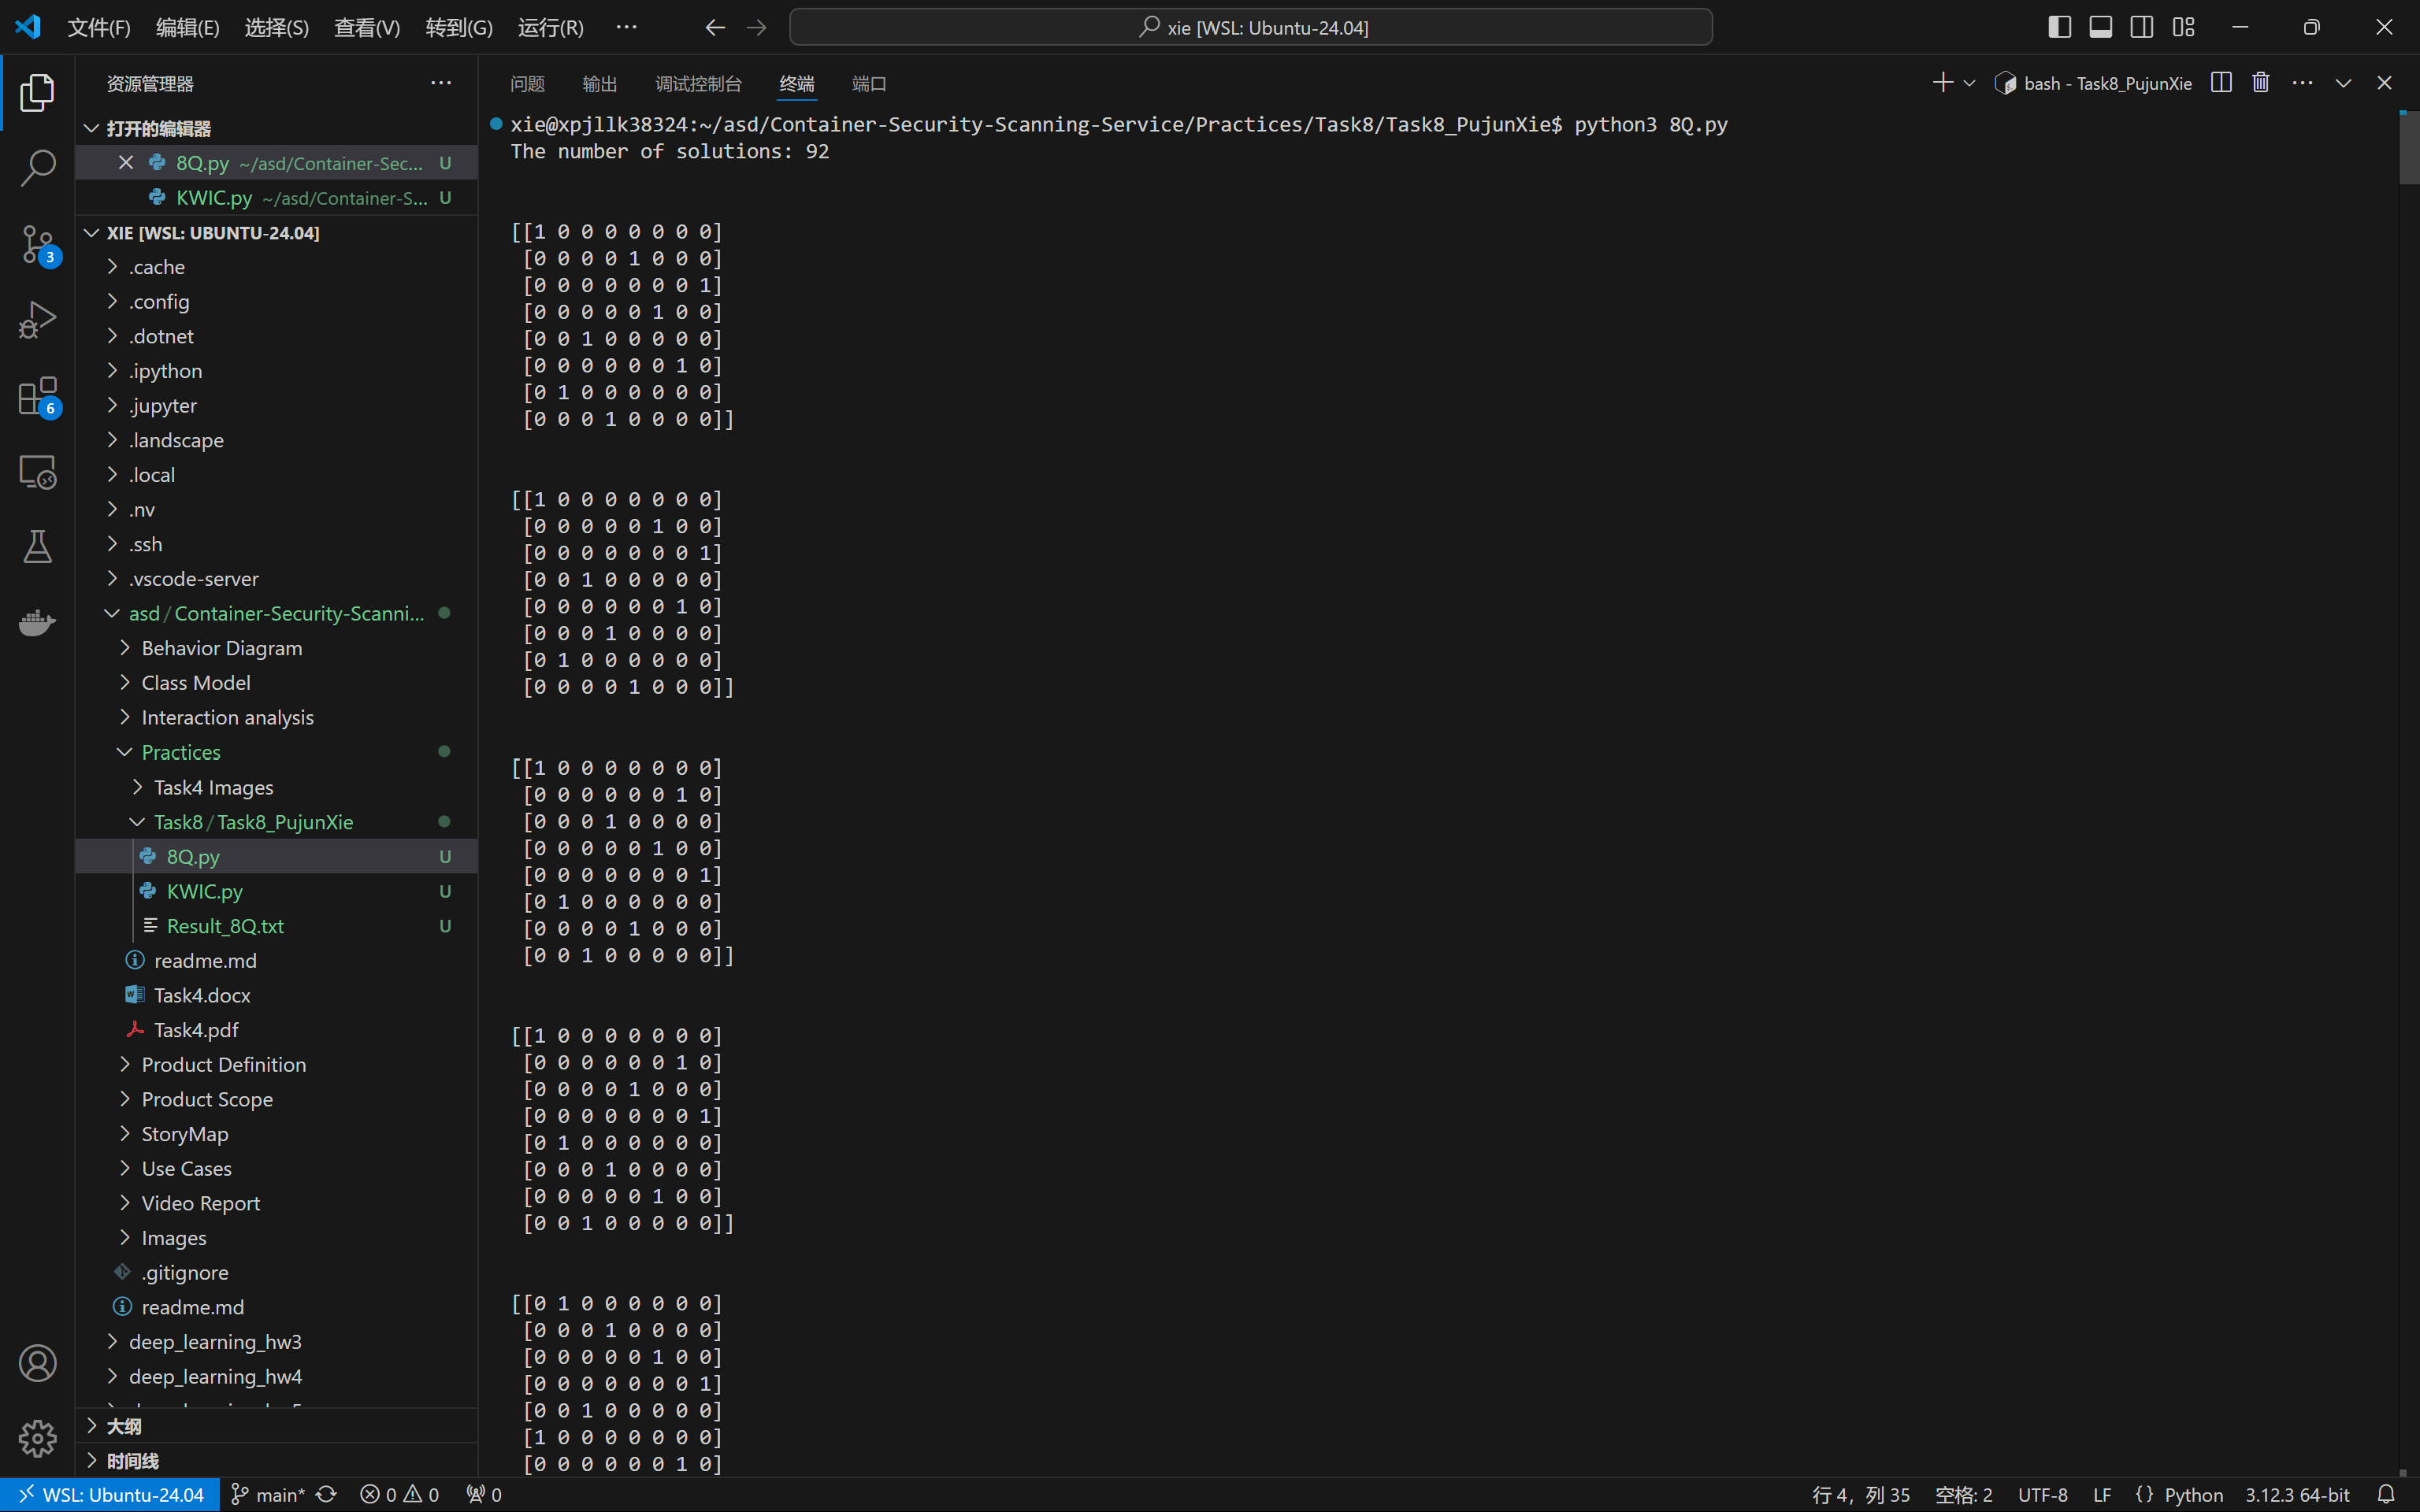 文件(F) 编辑(E) 选择(S) 查看(V) 转到(G) 运行(R) ··· xie [WSL: Ubuntu-24.04]
资源管理器 ···
打开的编辑器
8Q.py ~/asd/Container-Sec... U
KWIC.py ~/asd/Container-S... U
XIE [WSL: UBUNTU-24.04]
.cache
.config
.dotnet
.ipython
.jupyter
.landscape
.local
.nv
.ssh
.vscode-server
asd / Container-Security-Scanni...
Behavior Diagram
Class Model
Interaction analysis
Practices
Task4 Images
Task8 / Task8_PujunXie
8Q.py U
KWIC.py U
Result_8Q.txt U
readme.md
Task4.docx
Task4.pdf
Product Definition
Product Scope
StoryMap
Use Cases
Video Report
Images
.gitignore
readme.md
deep_learning_hw3
deep_learning_hw4
大纲
时间线
3
6
问题 输出 调试控制台 终端 端口 bash - Task8_PujunXie ···
xie@xpjllk38324:~/asd/Container-Security-Scanning-Service/Practices/Task8/Task8_PujunXie$ python3 8Q.py
The number of solutions: 92
[[1 0 0 0 0 0 0 0]
[0 0 0 0 1 0 0 0]
[0 0 0 0 0 0 0 1]
[0 0 0 0 0 1 0 0]
[0 0 1 0 0 0 0 0]
[0 0 0 0 0 0 1 0]
[0 1 0 0 0 0 0 0]
[0 0 0 1 0 0 0 0]]
[[1 0 0 0 0 0 0 0]
[0 0 0 0 0 1 0 0]
[0 0 0 0 0 0 0 1]
[0 0 1 0 0 0 0 0]
[0 0 0 0 0 0 1 0]
[0 0 0 1 0 0 0 0]
[0 1 0 0 0 0 0 0]
[0 0 0 0 1 0 0 0]]
[[1 0 0 0 0 0 0 0]
[0 0 0 0 0 0 1 0]
[0 0 0 1 0 0 0 0]
[0 0 0 0 0 1 0 0]
[0 0 0 0 0 0 0 1]
[0 1 0 0 0 0 0 0]
[0 0 0 0 1 0 0 0]
[0 0 1 0 0 0 0 0]]
[[1 0 0 0 0 0 0 0]
[0 0 0 0 0 0 1 0]
[0 0 0 0 1 0 0 0]
[0 0 0 0 0 0 0 1]
[0 1 0 0 0 0 0 0]
[0 0 0 1 0 0 0 0]
[0 0 0 0 0 1 0 0]
[0 0 1 0 0 0 0 0]]
[[0 1 0 0 0 0 0 0]
[0 0 0 1 0 0 0 0]
[0 0 0 0 0 1 0 0]
[0 0 0 0 0 0 0 1]
[0 0 1 0 0 0 0 0]
[1 0 0 0 0 0 0 0]
[0 0 0 0 0 0 1 0]
WSL: Ubuntu-24.04 main* 0 0 0 行 4，列 35 空格: 2 UTF-8 LF {} Python 3.12.3 64-bit